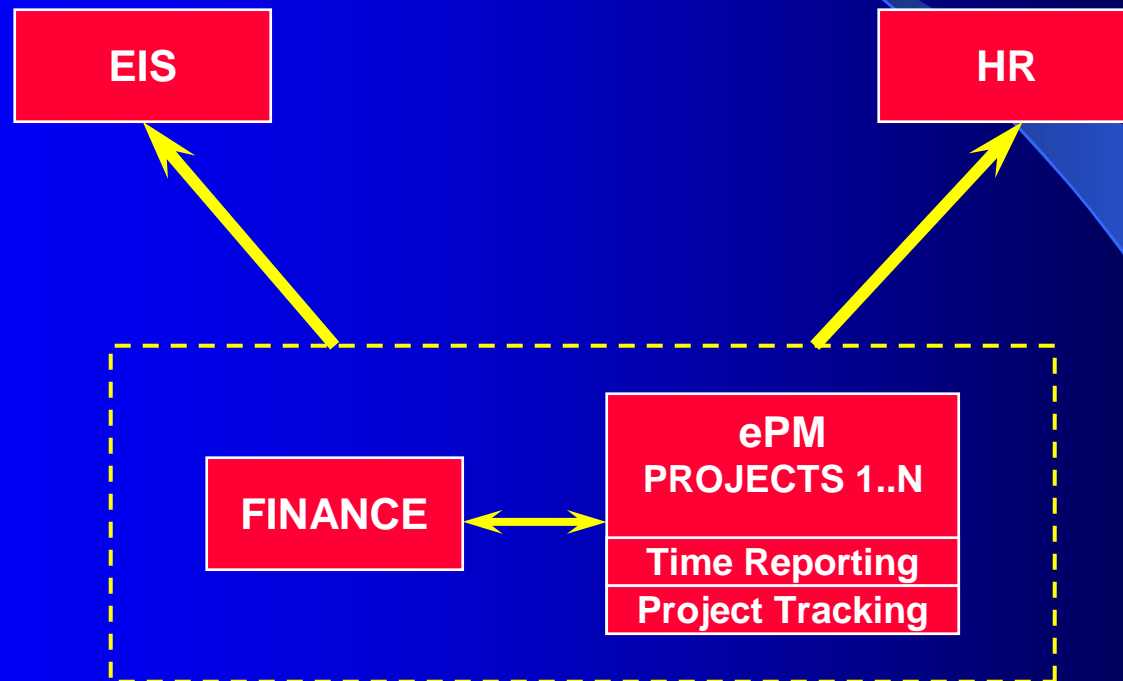 EIS
HR
ePM
PROJECTS 1..N
FINANCE
Time Reporting
Project Tracking